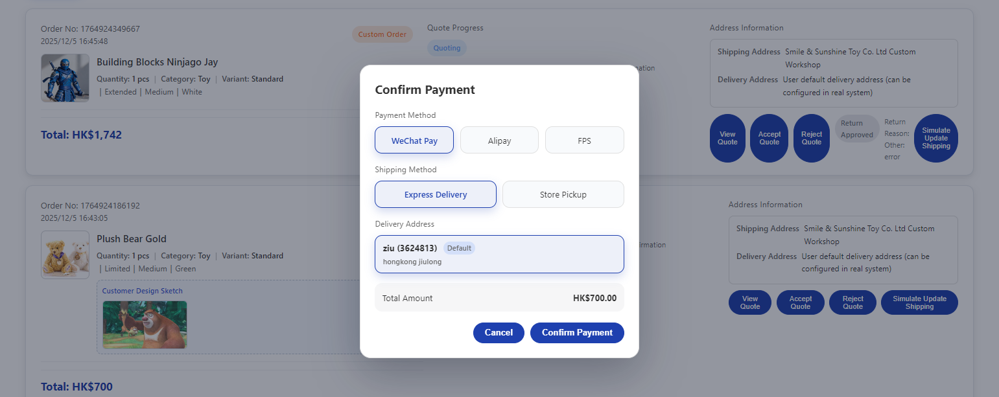 Order No: 1764924349667
2025/12/5 16:45:48
Custom Order
Building Blocks Ninjago Jay
Quantity: 1 pcs | Category: Toy | Variant: Standard
| Extended | Medium | White
Total: HK$1,742
Quote Progress
Quoting
Address Information
Shipping Address Smile & Sunshine Toy Co. Ltd Custom
Workshop
Delivery Address User default delivery address (can be
configured in real system)
View
Quote
Accept
Quote
Reject
Quote
Return
Approved
Return
Reason:
Other:
error
Simulate
Update
Shipping
Confirm Payment
Payment Method
WeChat Pay
Alipay
FPS
Shipping Method
Express Delivery
Store Pickup
Delivery Address
ziu (3624813) Default
hongkong jiulong
Total Amount HK$700.00
Cancel
Confirm Payment
Order No: 1764924186192
2025/12/5 16:43:05
Plush Bear Gold
Quantity: 1 pcs | Category: Toy | Variant: Standard
| Limited | Medium | Green
Customer Design Sketch
Total: HK$700
Address Information
Shipping Address Smile & Sunshine Toy Co. Ltd Custom
Workshop
Delivery Address User default delivery address (can be
configured in real system)
View
Quote
Accept
Quote
Reject
Quote
Simulate Update
Shipping